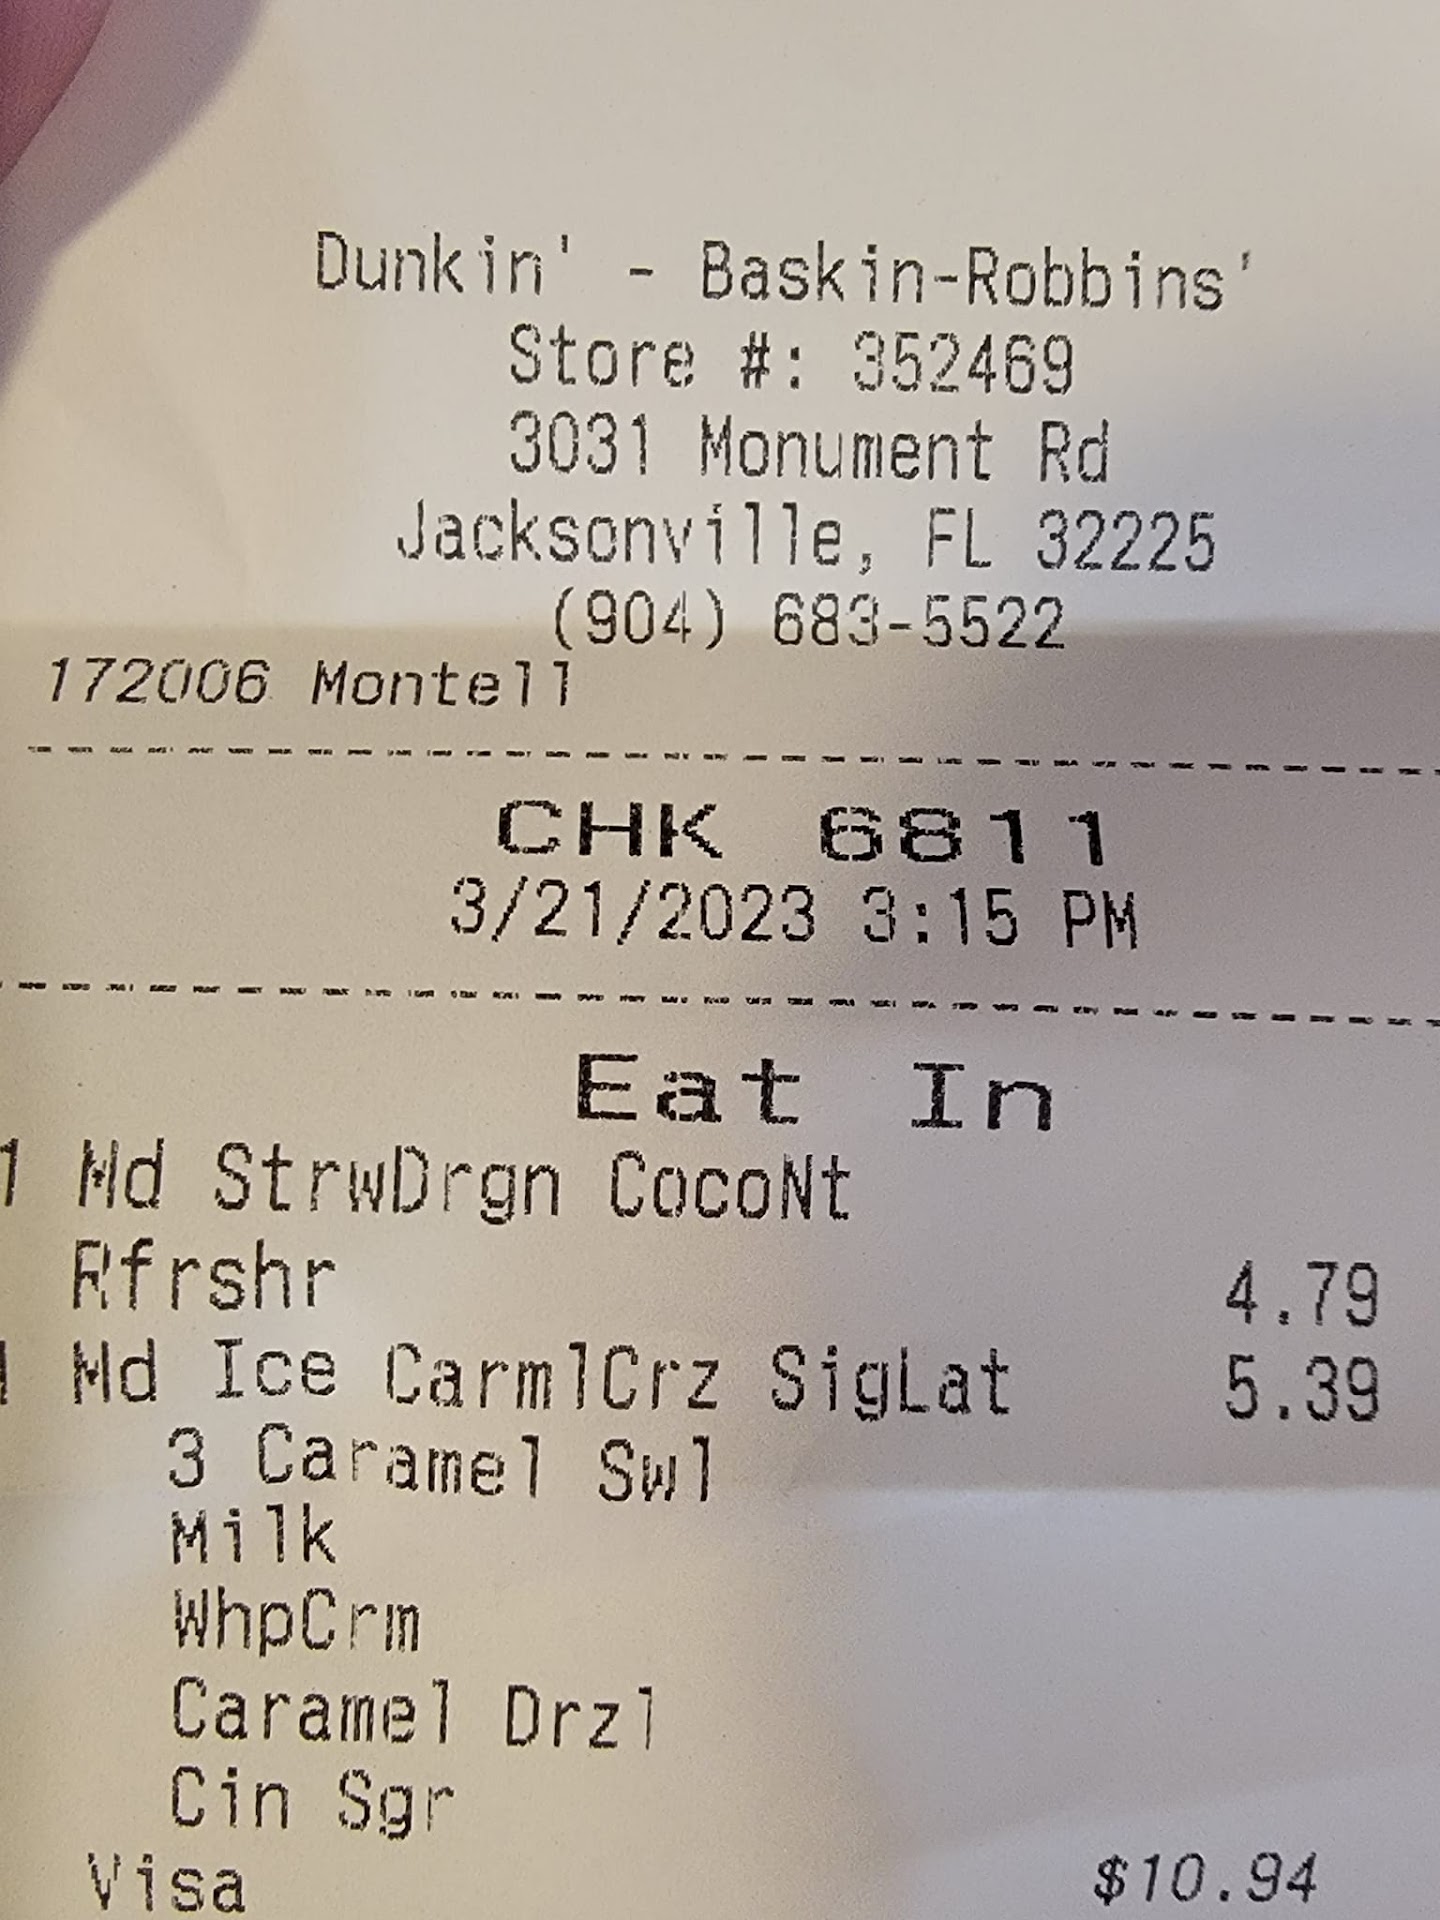 Dunkin' - Baskin-Robbins'
Store #: 352469
3031 Monument Rd
Jacksonville, FL 32225
(904) 683-5522
172006 Montell
CHK 6811
3/21/2023 3:15 PM
Eat In
1 Md StrwDrgn CocoNt
Rfrshr 4.79
1 Md Ice CarmlCrz SigLat 5.39
3 Caramel Swl
Milk
WhpCrm
Caramel Drzl
Cin Sgr
Visa $10.94